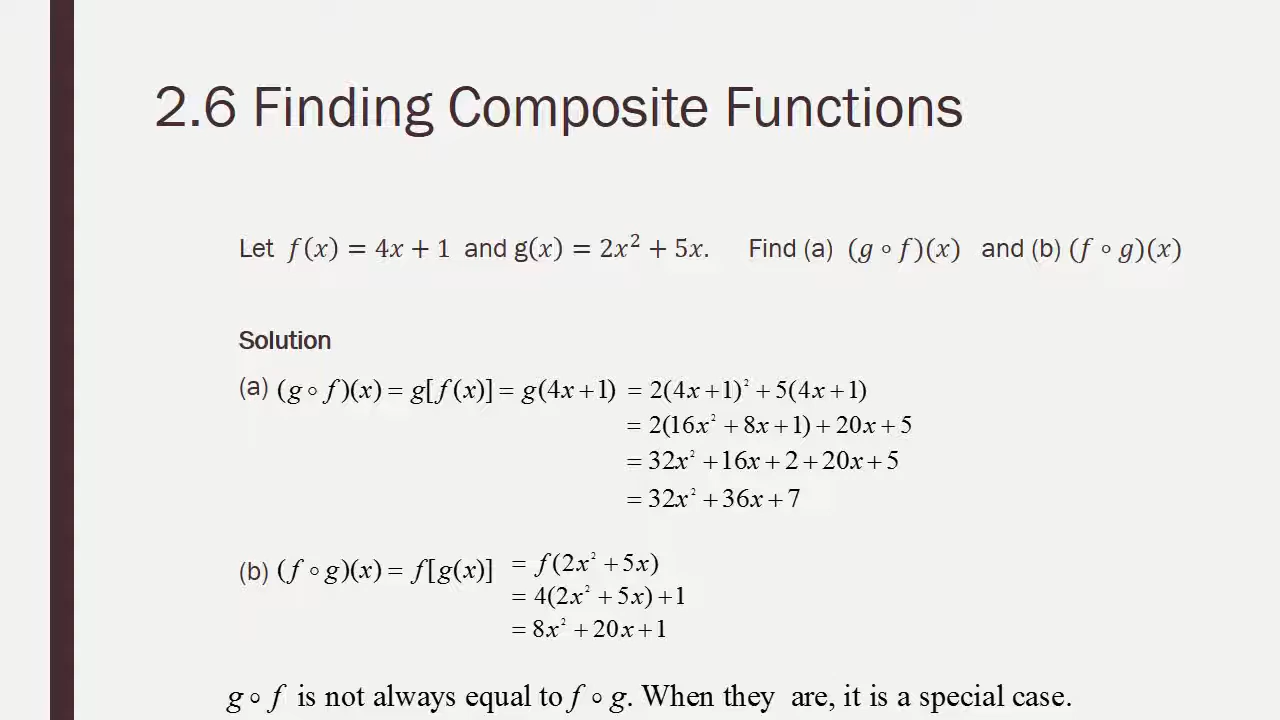 2.6 Finding Composite Functions
Let f(x) = 4x + 1 and g(x) = 2x² + 5x. Find (a) (g ∘ f)(x) and (b) (f ∘ g)(x)
Solution
(a) (g ∘ f)(x) = g[f(x)] = g(4x+1) = 2(4x+1)² + 5(4x+1)
= 2(16x² + 8x + 1) + 20x + 5
= 32x² + 16x + 2 + 20x + 5
= 32x² + 36x + 7
(b) (f ∘ g)(x) = f[g(x)] = f(2x² + 5x)
= 4(2x² + 5x) + 1
= 8x² + 20x + 1
g ∘ f is not always equal to f ∘ g. When they are, it is a special case.